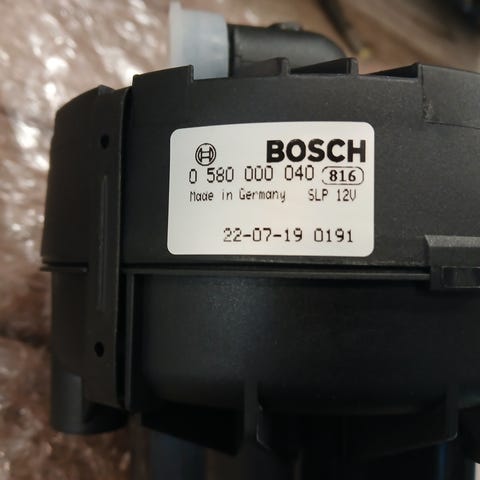 BOSCH
0 580 000 040 816
Made in Germany SLP 12V
22-07-19 0191